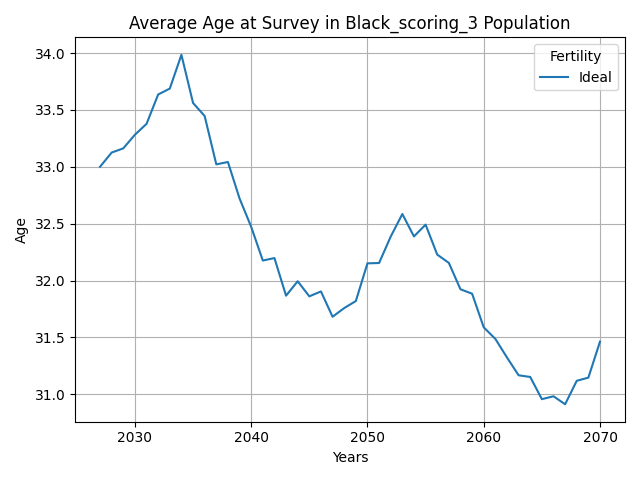 Average Age at Survey in Black_scoring_3 Population
Fertility
Ideal
34.0
33.5
33.0
32.5
32.0
31.5
31.0
Age
2030 2040 2050 2060 2070
Years